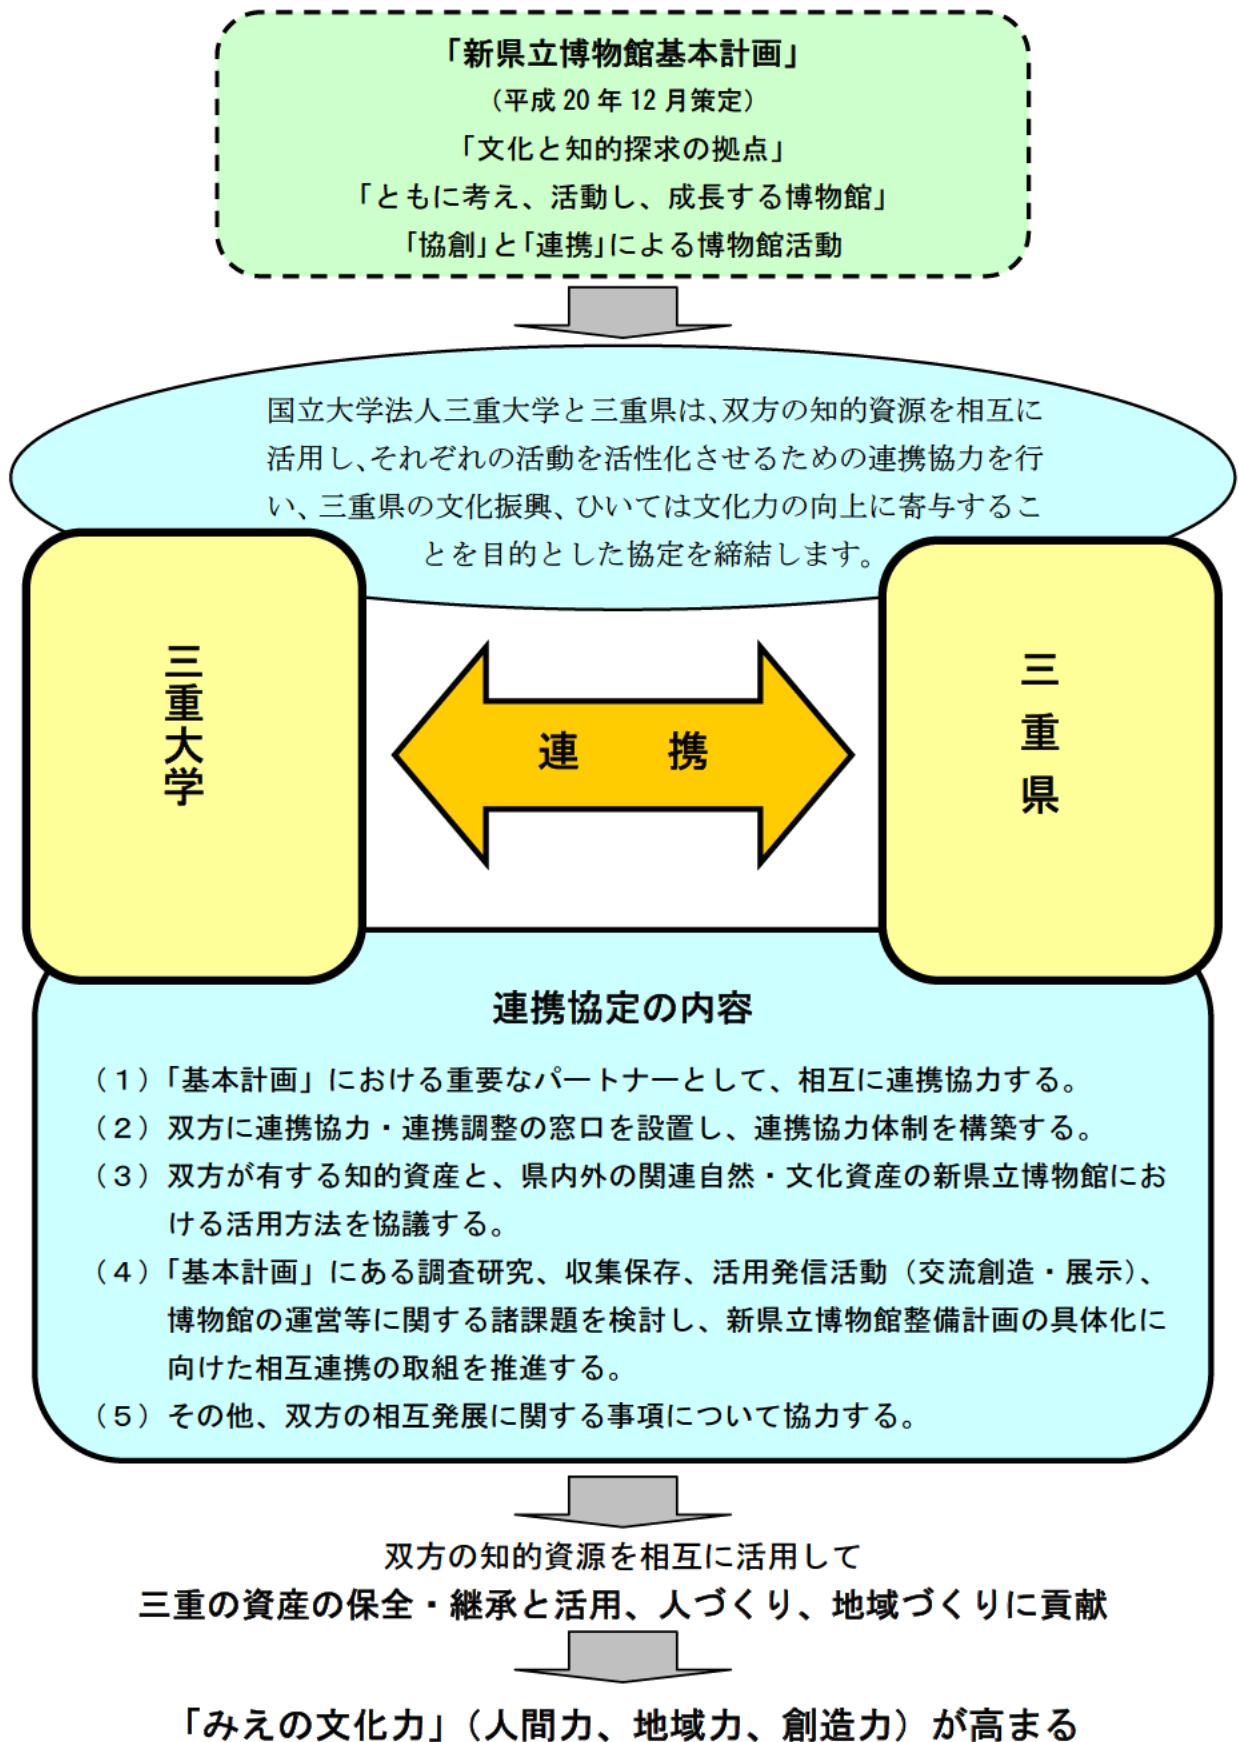 「新県立博物館基本計画」
（平成 20 年 12 月策定）
「文化と知的探求の拠点」
「ともに考え、活動し、成長する博物館」
「協創」と「連携」による博物館活動
国立大学法人三重大学と三重県は、双方の知的資源を相互に
活用し、それぞれの活動を活性化させるための連携協力を行
い、三重県の文化振興、ひいては文化力の向上に寄与するこ
とを目的とした協定を締結します。
三重大学
連　携
三重県
連携協定の内容
（１）「基本計画」における重要なパートナーとして、相互に連携協力する。
（２）双方に連携協力・連携調整の窓口を設置し、連携協力体制を構築する。
（３）双方が有する知的資産と、県内外の関連自然・文化資産の新県立博物館にお
ける活用方法を協議する。
（４）「基本計画」にある調査研究、収集保存、活用発信活動（交流創造・展示）、
博物館の運営等に関する諸課題を検討し、新県立博物館整備計画の具体化に
向けた相互連携の取組を推進する。
（５）その他、双方の相互発展に関する事項について協力する。
双方の知的資源を相互に活用して
三重の資産の保全・継承と活用、人づくり、地域づくりに貢献
「みえの文化力」（人間力、地域力、創造力）が高まる